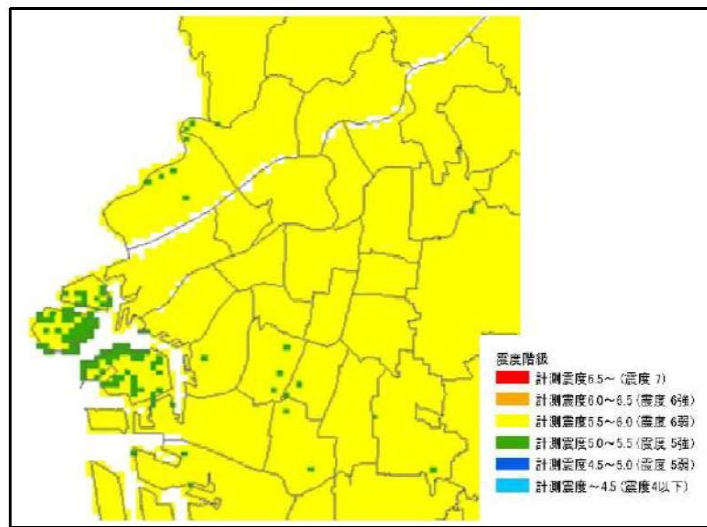 震度階級
計測震度6.5～(震度 7)
計測震度6.0～6.5(震度 6強)
計測震度5.5～6.0(震度 6弱)
計測震度5.0～5.5(震度 5強)
計測震度4.5～5.0(震度 5弱)
計測震度～4.5(震度4以下)